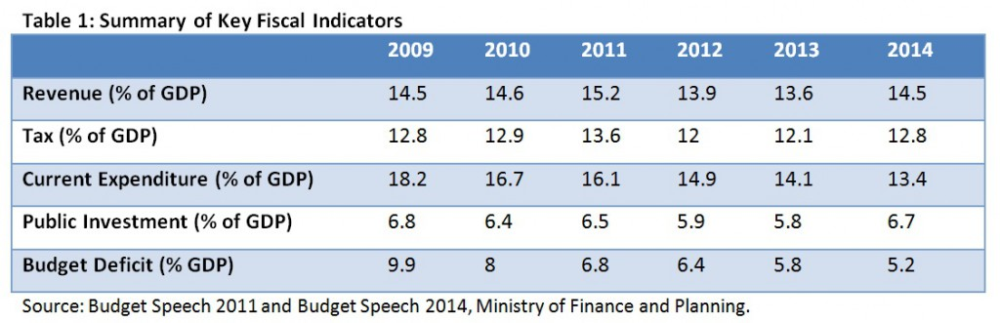 Table 1: Summary of Key Fiscal Indicators
2009 2010 2011 2012 2013 2014
Revenue (% of GDP) 14.5 14.6 15.2 13.9 13.6 14.5
Tax (% of GDP) 12.8 12.9 13.6 12 12.1 12.8
Current Expenditure (% of GDP) 18.2 16.7 16.1 14.9 14.1 13.4
Public Investment (% of GDP) 6.8 6.4 6.5 5.9 5.8 6.7
Budget Deficit (% GDP) 9.9 8 6.8 6.4 5.8 5.2
Source: Budget Speech 2011 and Budget Speech 2014, Ministry of Finance and Planning.